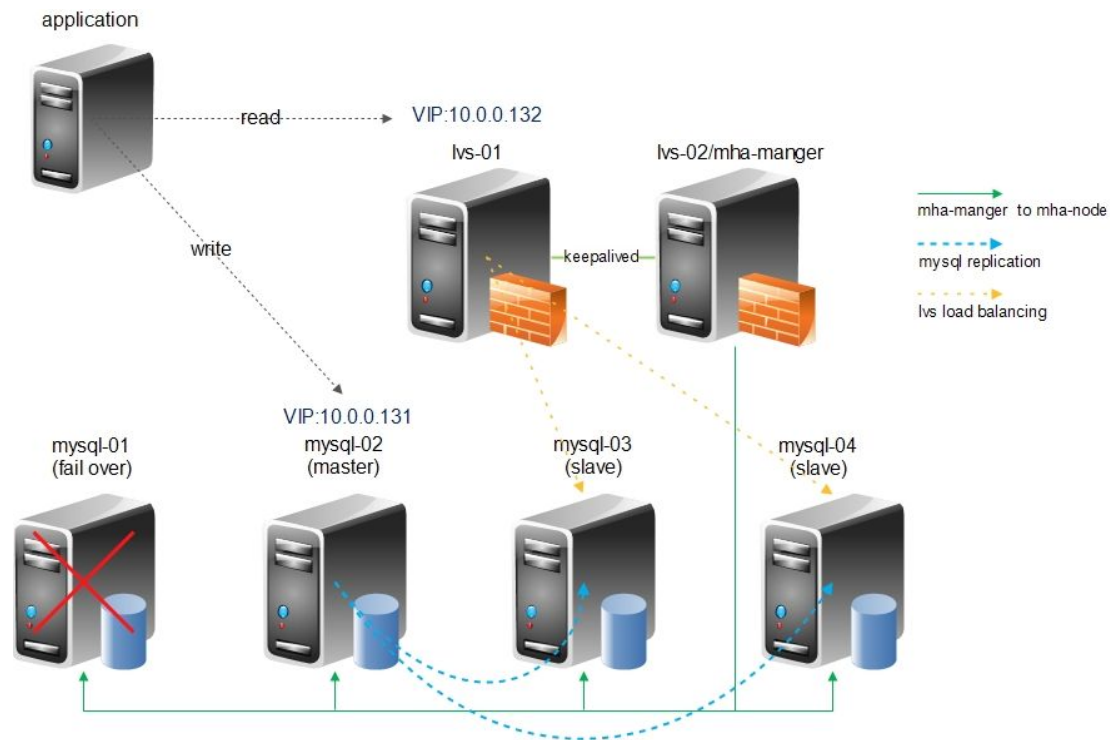 application
read
VIP:10.0.0.132
lvs-01
lvs-02/mha-manger
mha-manger to mha-node
keepalived
write
mysql replication
lvs load balancing
VIP:10.0.0.131
mysql-01
(fail over)
mysql-02
(master)
mysql-03
(slave)
mysql-04
(slave)